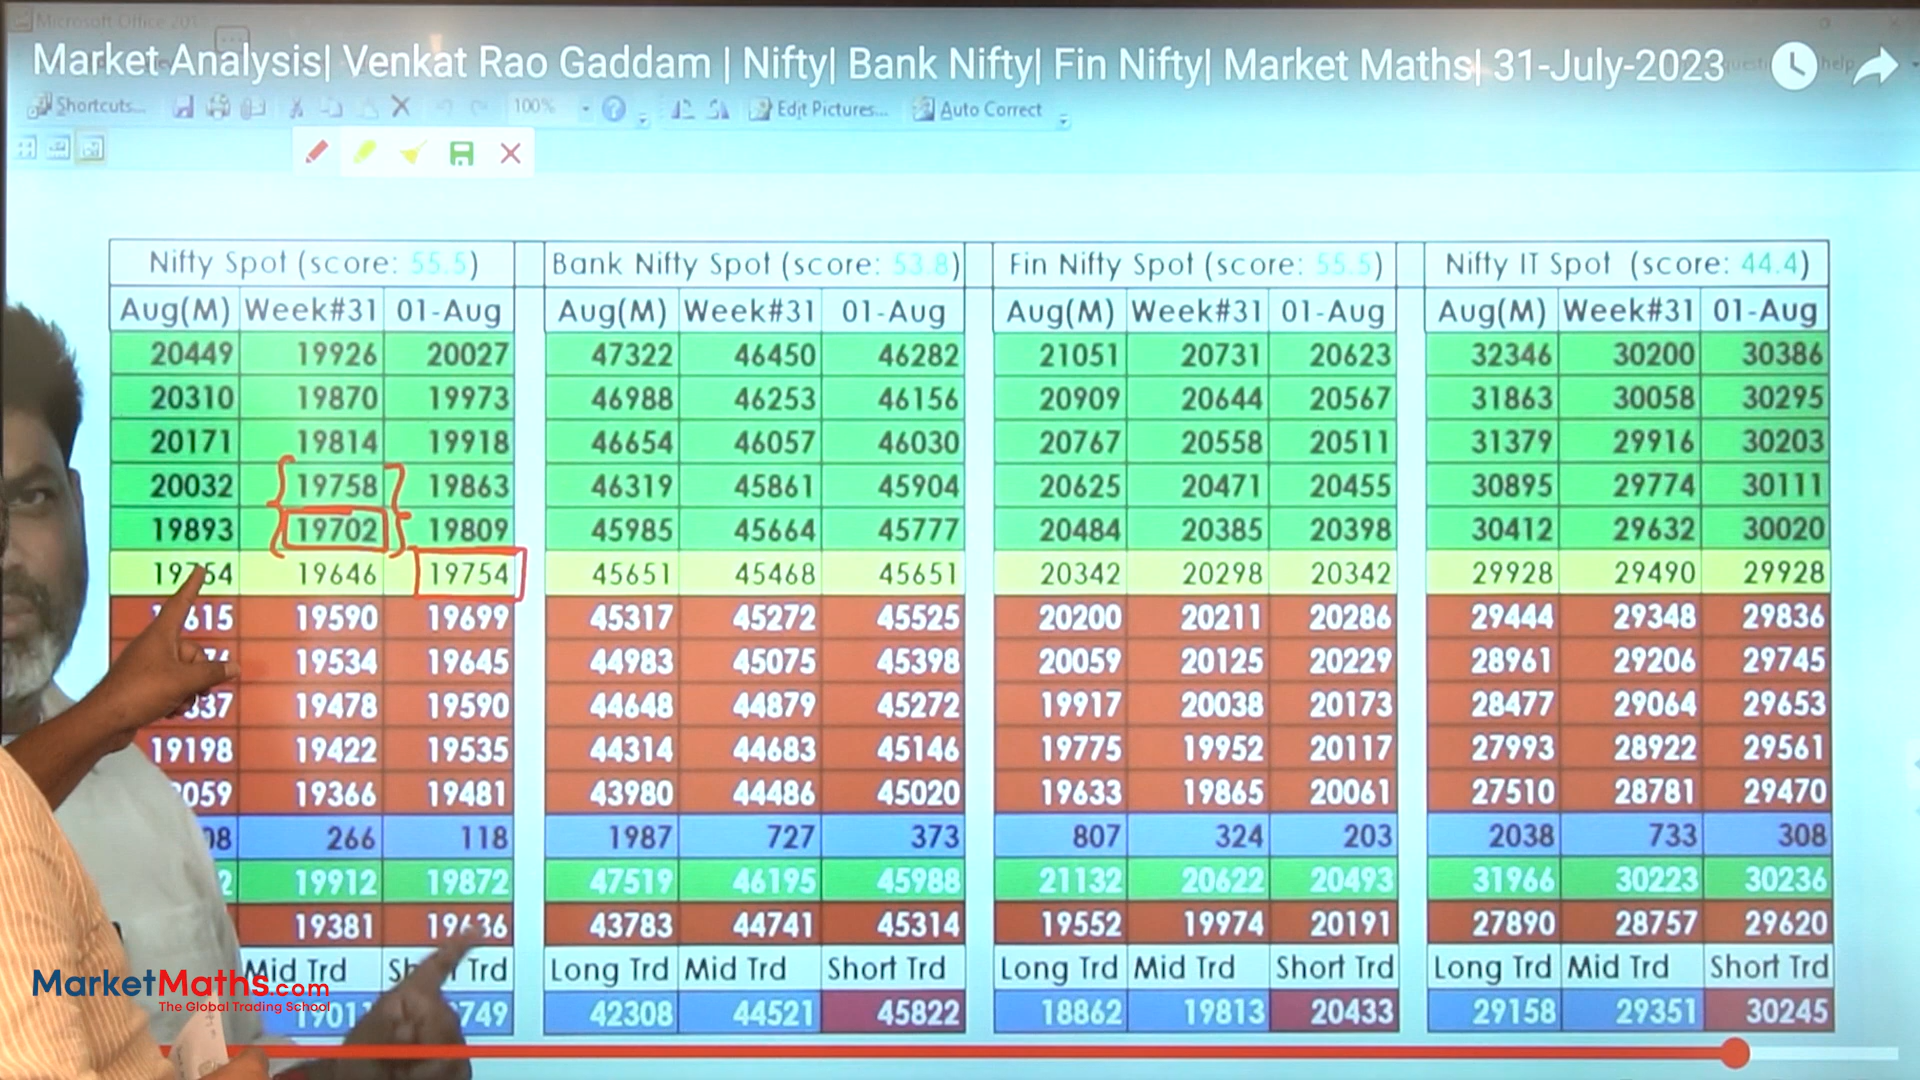 Microsoft Office
Market Analysis| Venkat Rao Gaddam | Nifty| Bank Nifty| Fin Nifty| Market Maths| 31-July-2023
help
Shortcuts... 100% Edit Pictures... Auto Correct
Nifty Spot (score: 55.5) Bank Nifty Spot (score: 53.8) Fin Nifty Spot (score: 55.5) Nifty IT Spot (score: 44.4)
Aug(M) Week#31 01-Aug Aug(M) Week#31 01-Aug Aug(M) Week#31 01-Aug Aug(M) Week#31 01-Aug
20449 19926 20027 47322 46450 46282 21051 20731 20623 32346 30200 30386
20310 19870 19973 46988 46253 46156 20909 20644 20567 31863 30058 30295
20171 19814 19918 46654 46057 46030 20767 20558 20511 31379 29916 30203
20032 19758 19863 46319 45861 45904 20625 20471 20455 30895 29774 30111
19893 19702 19809 45985 45664 45777 20484 20385 20398 30412 29632 30020
19754 19646 19754 45651 45468 45651 20342 20298 20342 29928 29490 29928
19590 19699 45317 45272 45525 20200 20211 20286 29444 29348 29836
19534 19645 44983 45075 45398 20059 20125 20229 28961 29206 29745
19478 19590 44648 44879 45272 19917 20038 20173 28477 29064 29653
19198 19422 19535 44314 44683 45146 19775 19952 20117 27993 28922 29561
19366 19481 43980 44486 45020 19633 19865 20061 27510 28781 29470
266 118 1987 727 373 807 324 203 2038 733 308
19912 19872 47519 46195 45988 21132 20622 20493 31966 30223 30236
19381 19636 43783 44741 45314 19552 19974 20191 27890 28757 29620
Mid Trd Trd Long Trd Mid Trd Short Trd Long Trd Mid Trd Short Trd Long Trd Mid Trd Short Trd
42308 44521 45822 18862 19813 20433 29158 29351 30245
MarketMaths.com
The Global Trading School